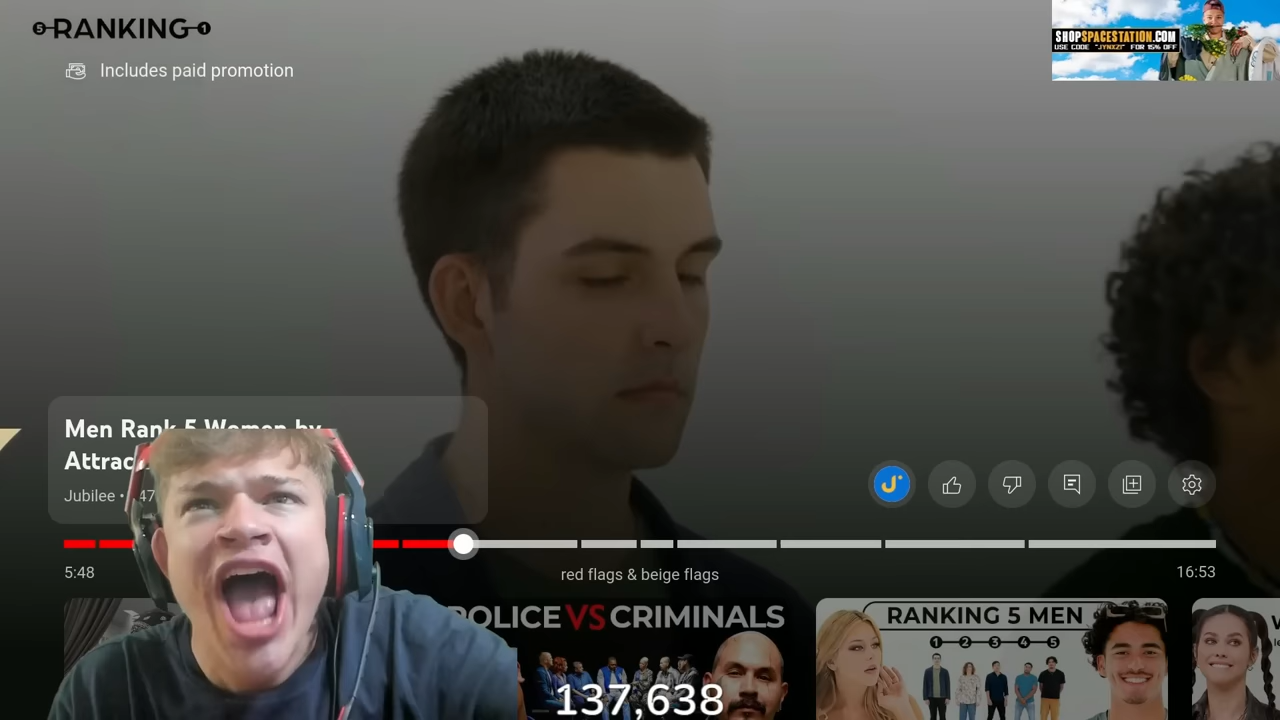 5 RANKING 1
Includes paid promotion
SHOPSPACESTATION.COM
USE CODE "JYNXZI" FOR 15% OFF
Men Rank 5 Women by
Jubilee •
5:48
red flags & beige flags
16:53
POLICE VS CRIMINALS
RANKING 5 MEN
1 2 3 4 5
137,638